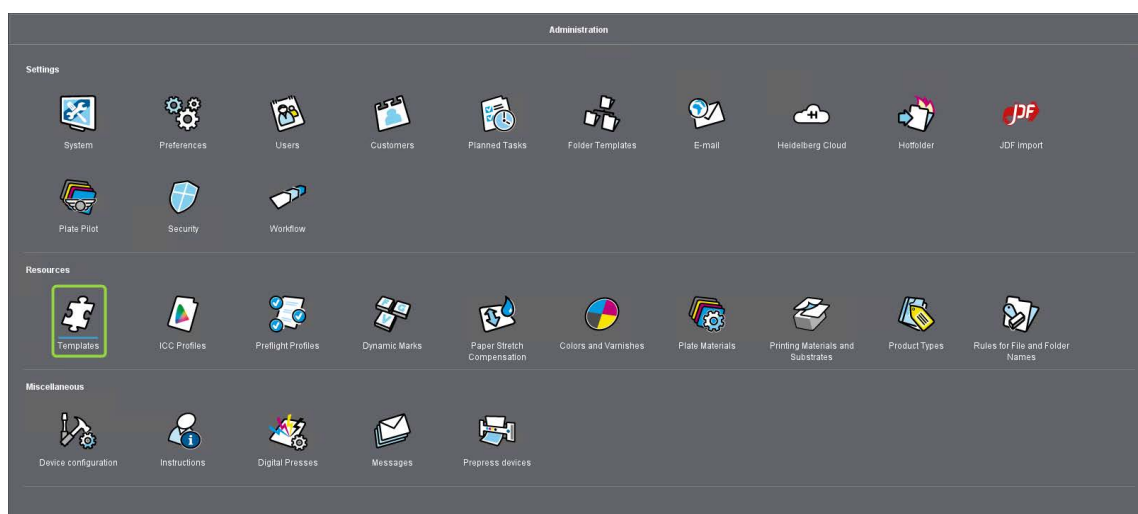 Administration
Settings
System
Preferences
Users
Customers
Planned Tasks
Folder Templates
E-mail
Heidelberg Cloud
Hotfolder
JDF import
Plate Pilot
Security
Workflow
Resources
Templates
ICC Profiles
Preflight Profiles
Dynamic Marks
Paper Stretch
Compensation
Colors and Varnishes
Plate Materials
Printing Materials and
Substrates
Product Types
Rules for File and Folder
Names
Miscellaneous
Device configuration
Instructions
Digital Presses
Messages
Prepress devices